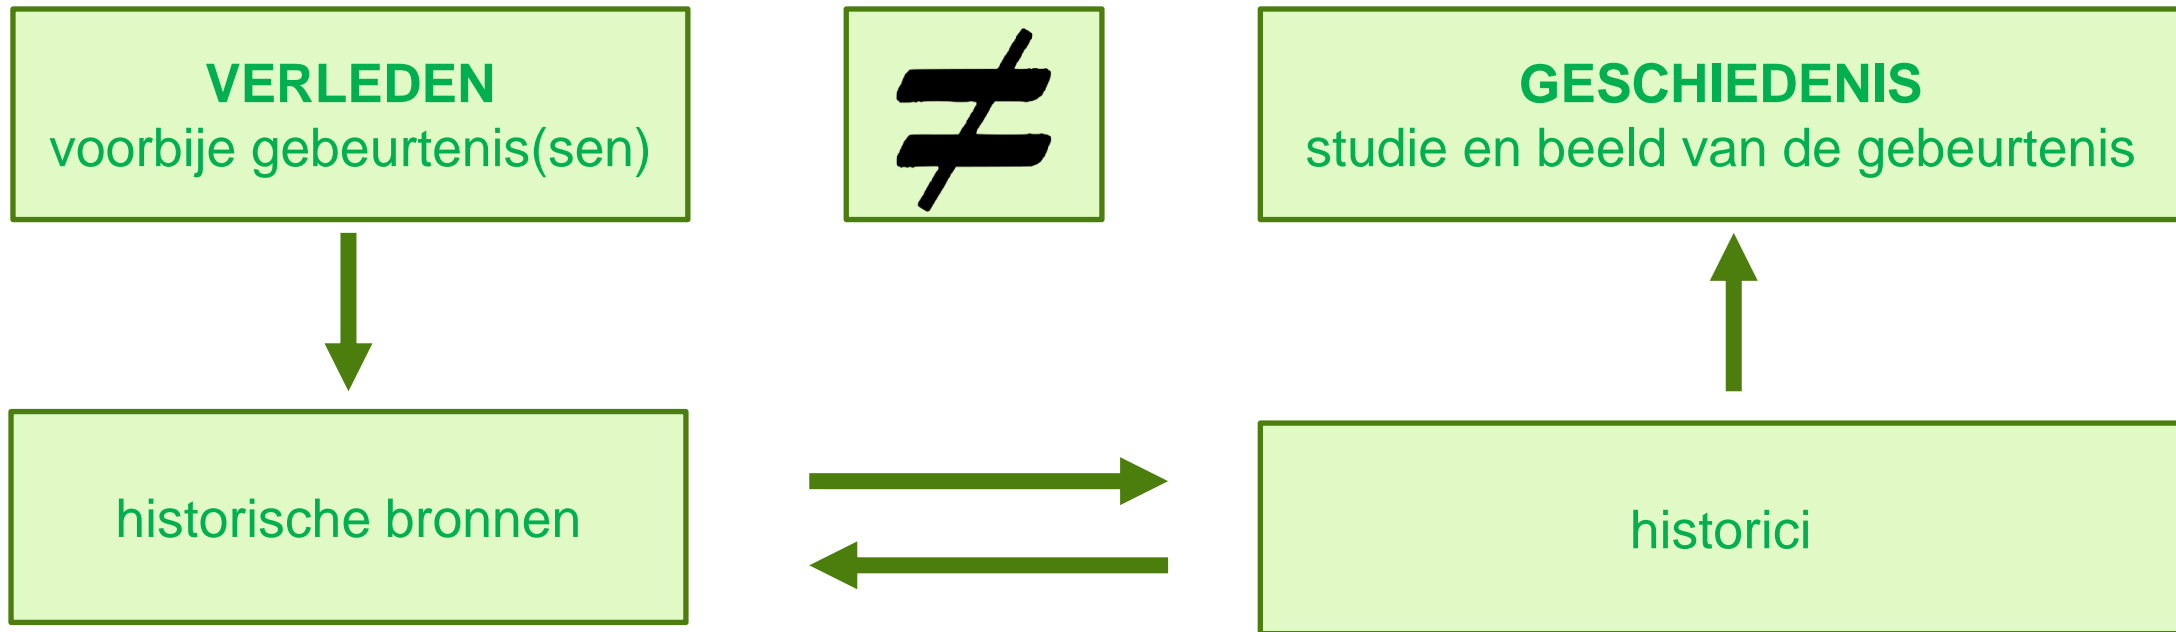 VERLEDEN
voorbije gebeurtenis(sen)
≠
GESCHIEDENIS
studie en beeld van de gebeurtenis
historische bronnen
historici